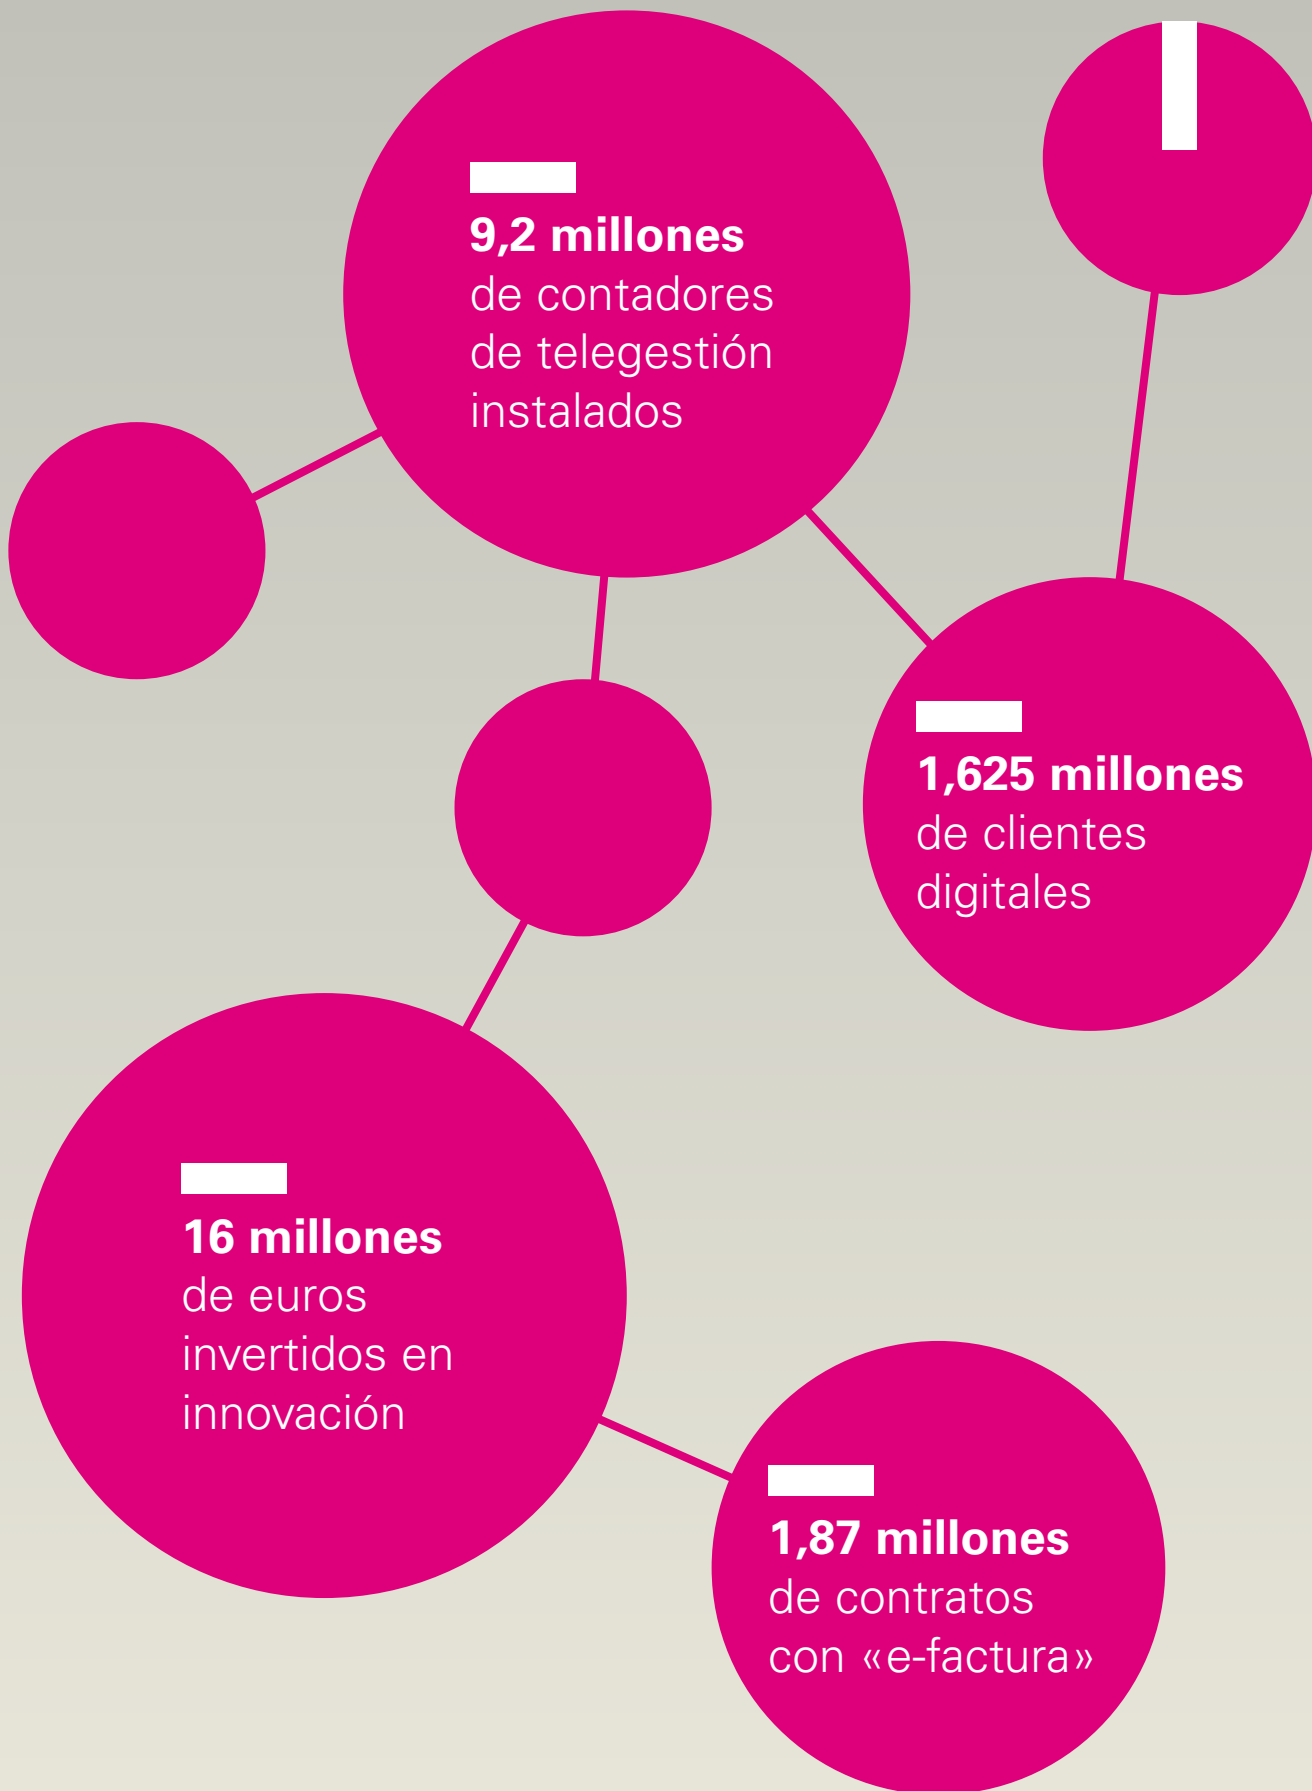 9,2 millones
de contadores
de telegestión
instalados
1,625 millones
de clientes
digitales
16 millones
de euros
invertidos en
innovación
1,87 millones
de contratos
con «e-factura»